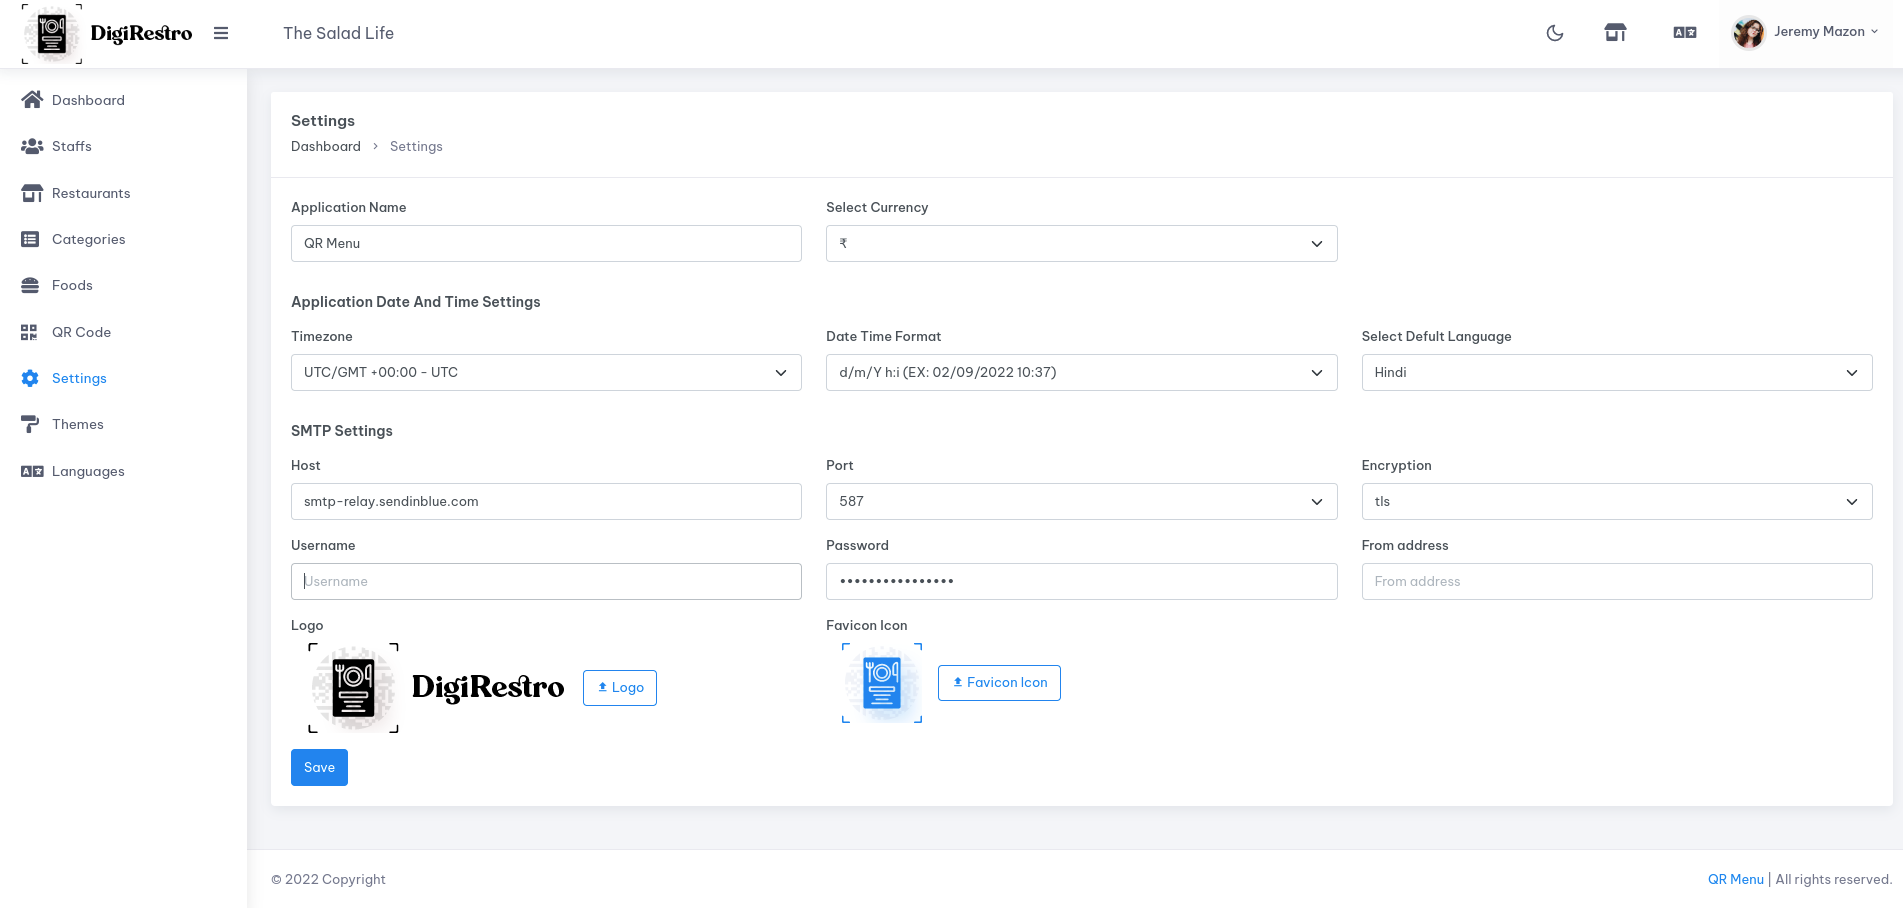 DigiRestro
The Salad Life
Jeremy Mazon
Dashboard
Staffs
Restaurants
Categories
Foods
QR Code
Settings
Themes
Languages
Settings
Dashboard > Settings
Application Name
Select Currency
QR Menu
₹
Application Date And Time Settings
Timezone
Date Time Format
Select Defult Language
UTC/GMT +00:00 - UTC
d/m/Y h:i (EX: 02/09/2022 10:37)
Hindi
SMTP Settings
Host
Port
Encryption
smtp-relay.sendinblue.com
587
tls
Username
Password
From address
Username
••••••••••••••••
From address
Logo
Favicon Icon
DigiRestro
Logo
Favicon Icon
Save
© 2022 Copyright
QR Menu | All rights reserved.